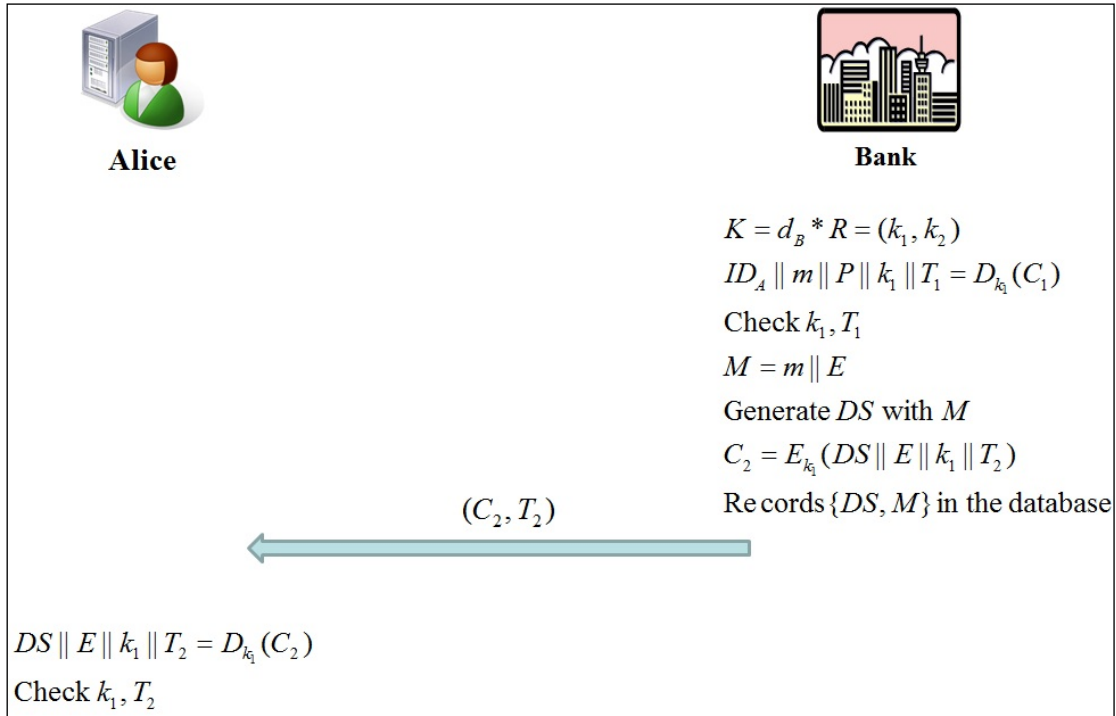 Alice
Bank
K = d_B * R = (k_1, k_2)
ID_A || m || P || k_1 || T_1 = D_{k_1}(C_1)
Check k_1, T_1
M = m || E
Generate DS with M
C_2 = E_{k_1}(DS || E || k_1 || T_2)
Records {DS, M} in the database
(C_2, T_2)
DS || E || k_1 || T_2 = D_{k_1}(C_2)
Check k_1, T_2